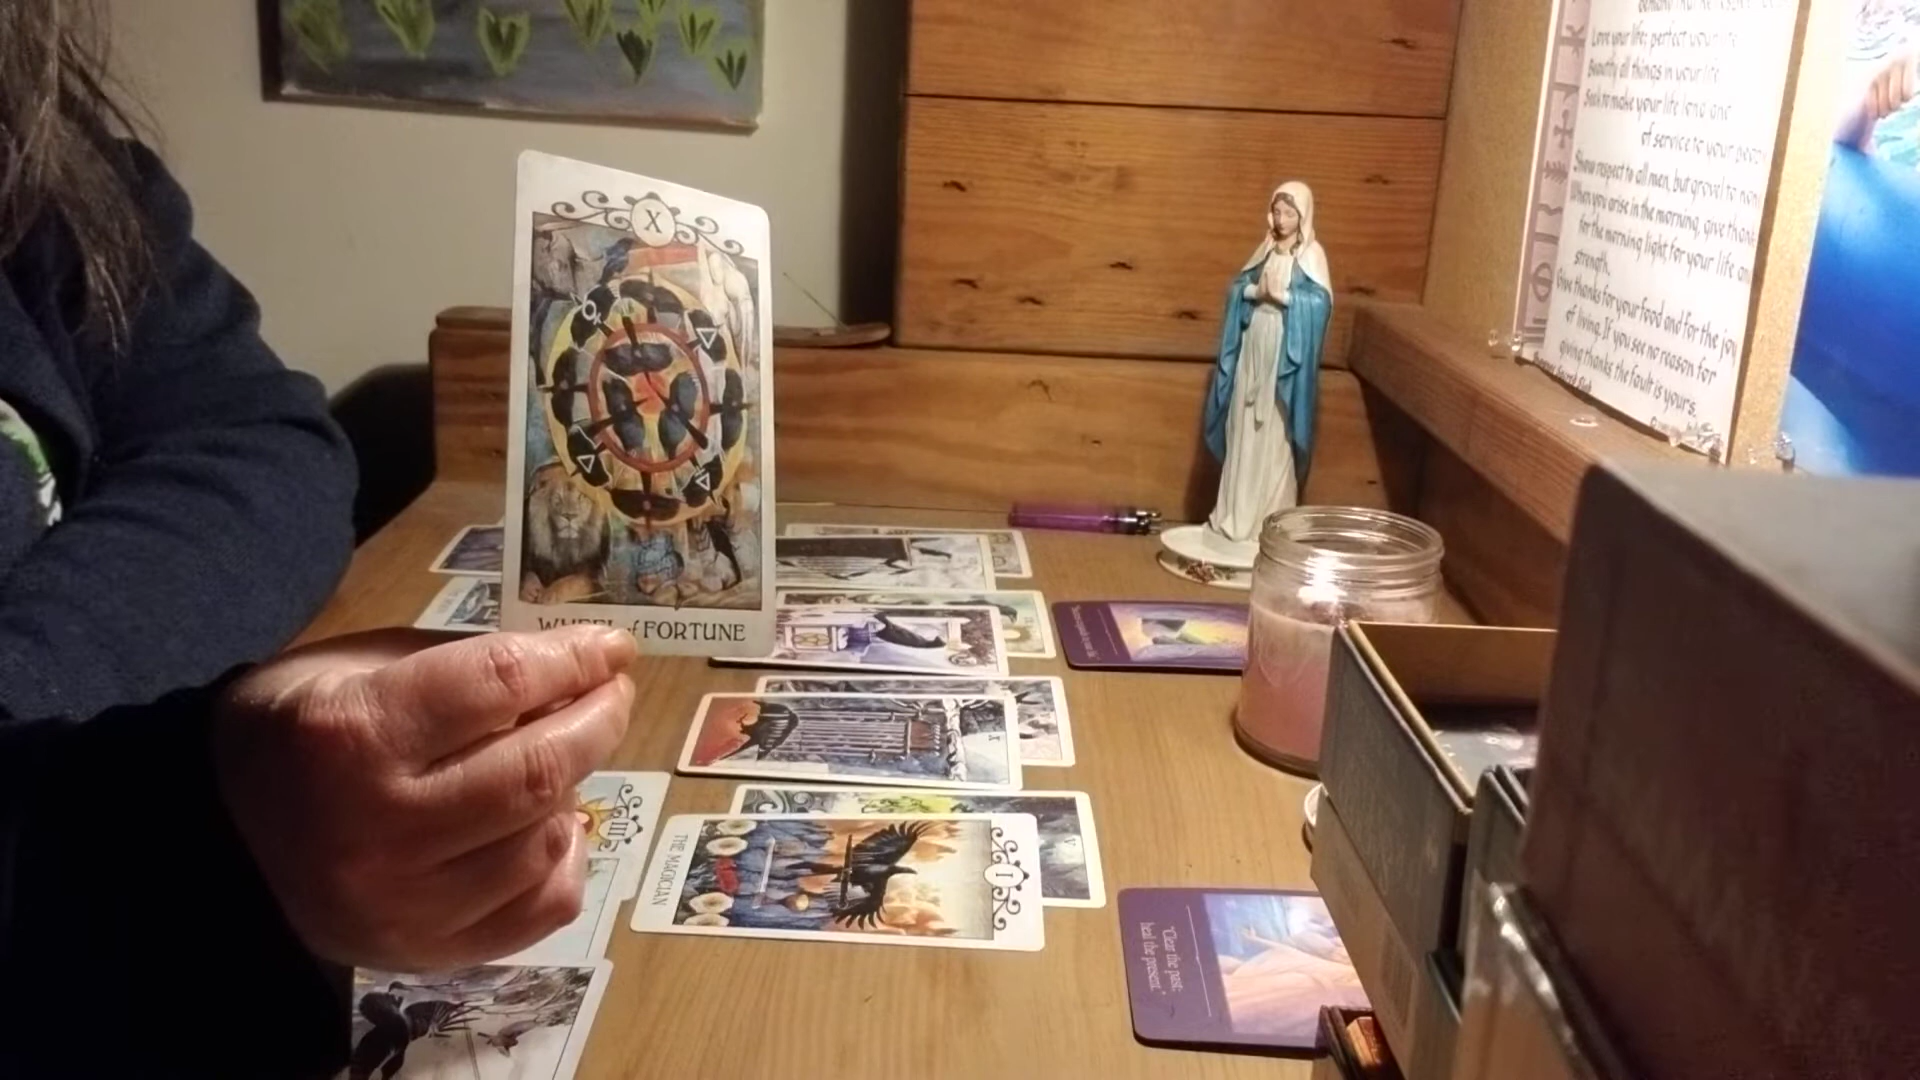 X
WHEEL of FORTUNE
Love your life; perfect your life
Beautify all things in your life
Seek to make your life long and
of service to your
Show respect to all men, but grovel to
When you arise in the morning, give
for the morning light, for your life
strength.
Give thanks for your food and for the joy
of living. If you see no reason for
giving thanks the fault is yours.
V
III
I
THE MAGICIAN
"Clear the past;
heal the present."